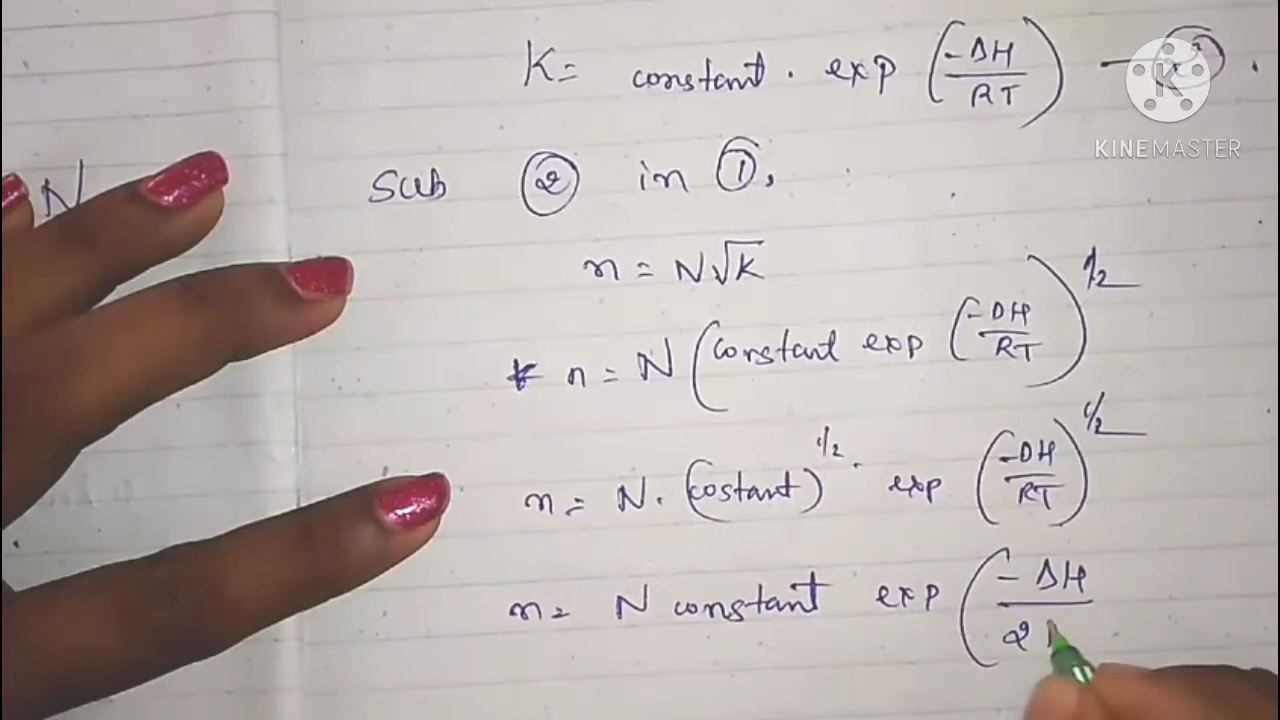 K = constant . exp (-ΔH/RT) — ②.
K
KINEMASTER
N
Sub ② in ①,
n = N√K
n = N (constant exp (-ΔH/RT))^1/2
n = N. (costant)^1/2 . exp (-ΔH/RT)^1/2
n = N constant exp (-ΔH/2